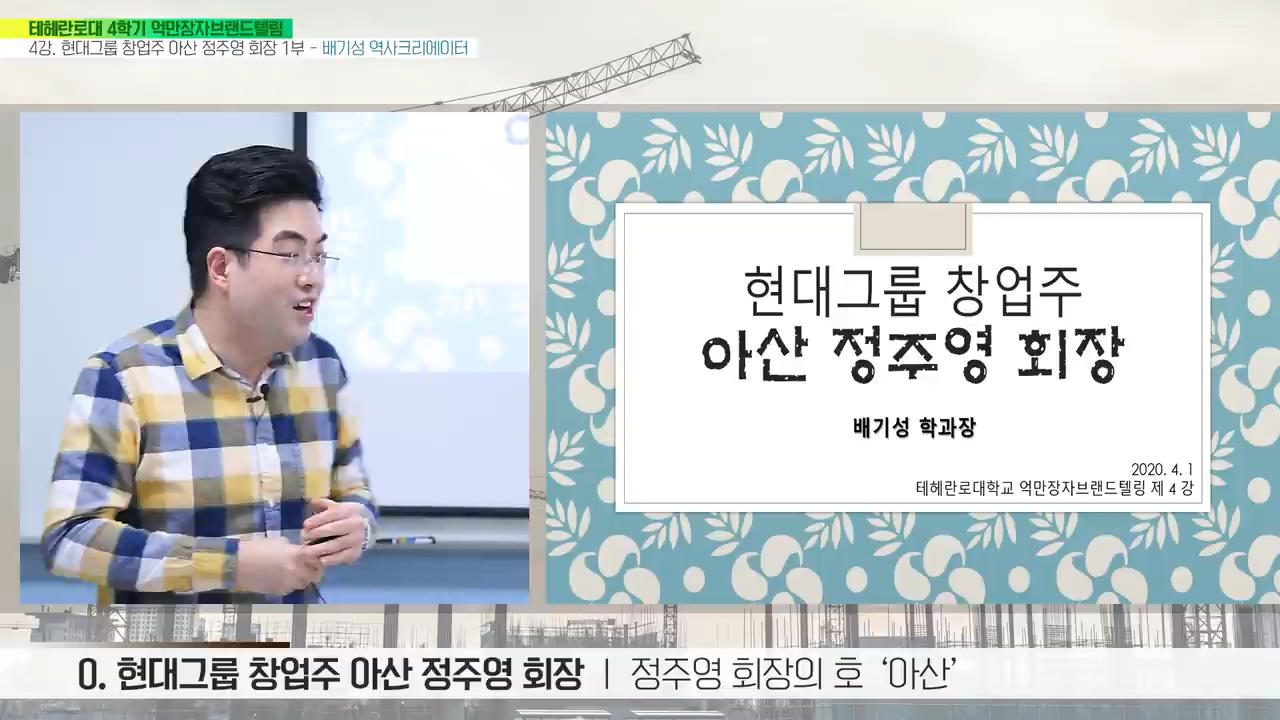 테헤란로대 4학기 억만장자브랜드텔링
4강. 현대그룹 창업주 아산 정주영 회장 1부 - 배기성 역사크리에이터
현대그룹 창업주
아산 정주영 회장
배기성 학과장
2020. 4. 1
테헤란로대학교 억만장자브랜드텔링 제 4 강
0. 현대그룹 창업주 아산 정주영 회장 | 정주영 회장의 호 ‘아산’